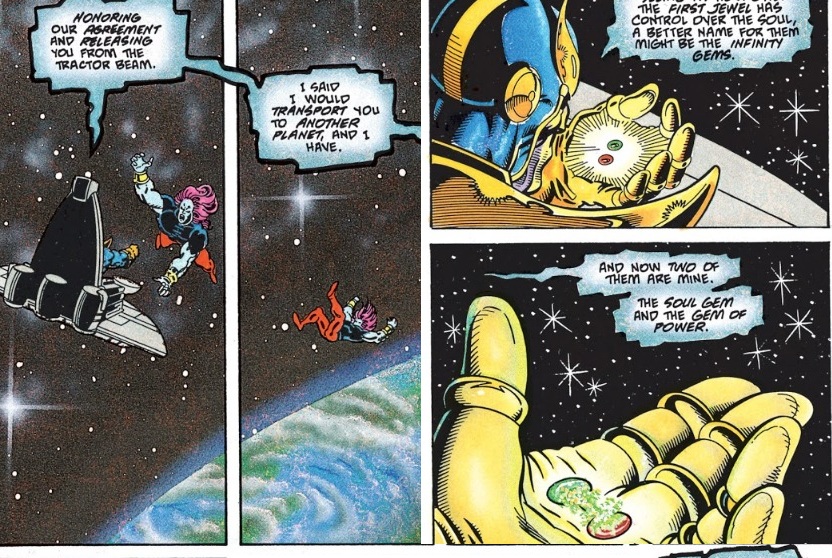 HONORING
OUR AGREEMENT
AND RELEASING
YOU FROM THE
TRACTOR BEAM.
I SAID
I WOULD
TRANSPORT YOU
TO ANOTHER
PLANET, AND I
HAVE.
THE FIRST JEWEL HAS
CONTROL OVER THE SOUL,
A BETTER NAME FOR THEM
MIGHT BE THE INFINITY
GEMS.
AND NOW TWO OF
THEM ARE MINE.
THE SOUL GEM
AND THE GEM OF
POWER.